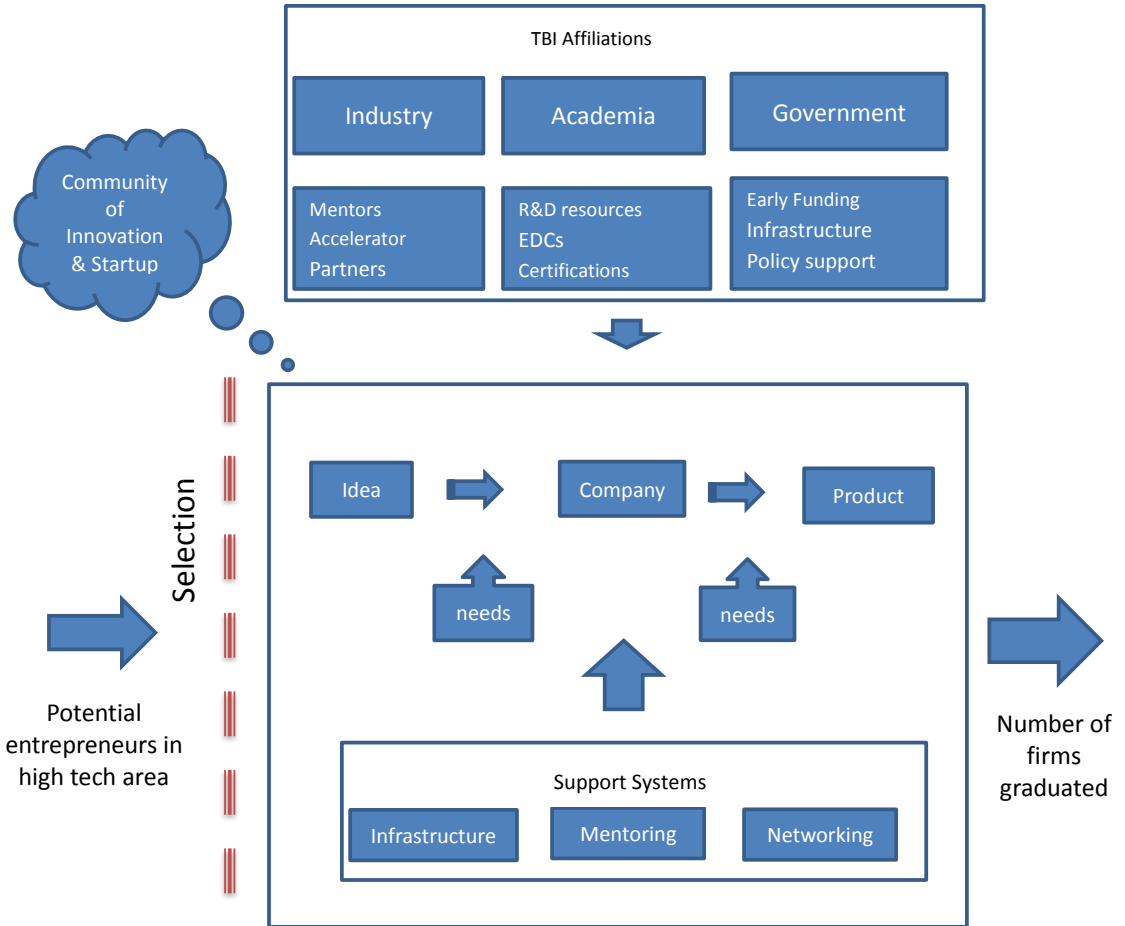 TBI Affiliations
Industry
Academia
Government
Mentors
Accelerator
Partners
R&D resources
EDCs
Certifications
Early Funding
Infrastructure
Policy support
Community
of
Innovation
& Startup
Selection
Idea
Company
Product
needs
needs
Potential
entrepreneurs in
high tech area
Number of
firms
graduated
Support Systems
Infrastructure
Mentoring
Networking